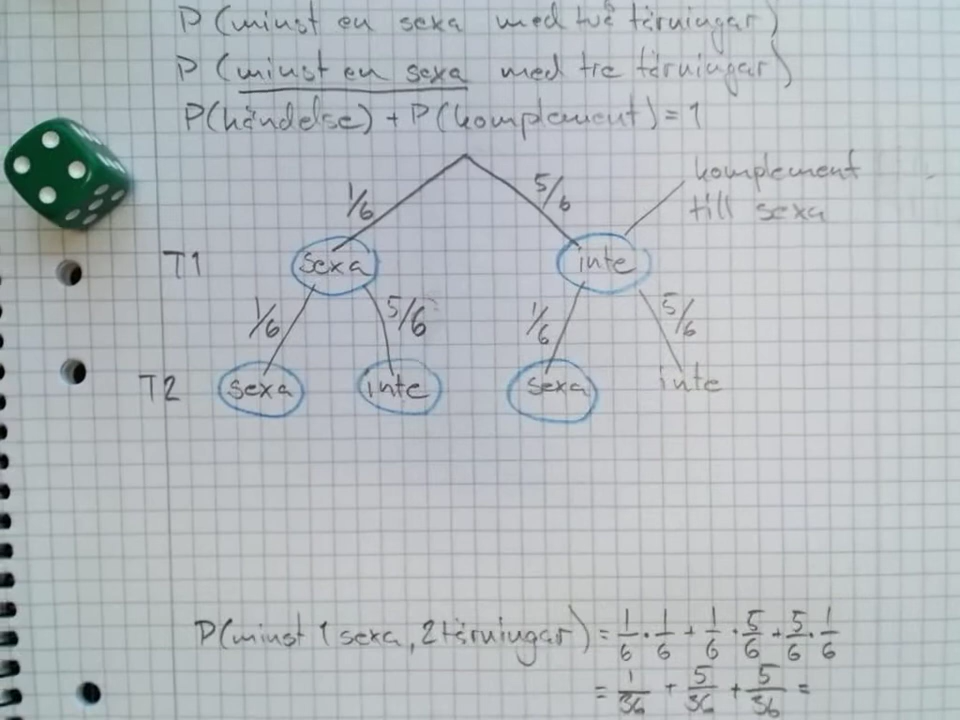 P(minst en sexa med två tärningar)
P(minst en sexa med tre tärningar)
P(händelse) + P(komplement) = 1
1/6 5/6 komplement
till sexa
T1 sexa inte
1/6 5/6 1/6 5/6
T2 sexa inte sexa inte
P(minst 1 sexa, 2 tärningar) = 1/6 · 1/6 + 1/6 · 5/6 + 5/6 · 1/6
= 1/36 + 5/36 + 5/36 =